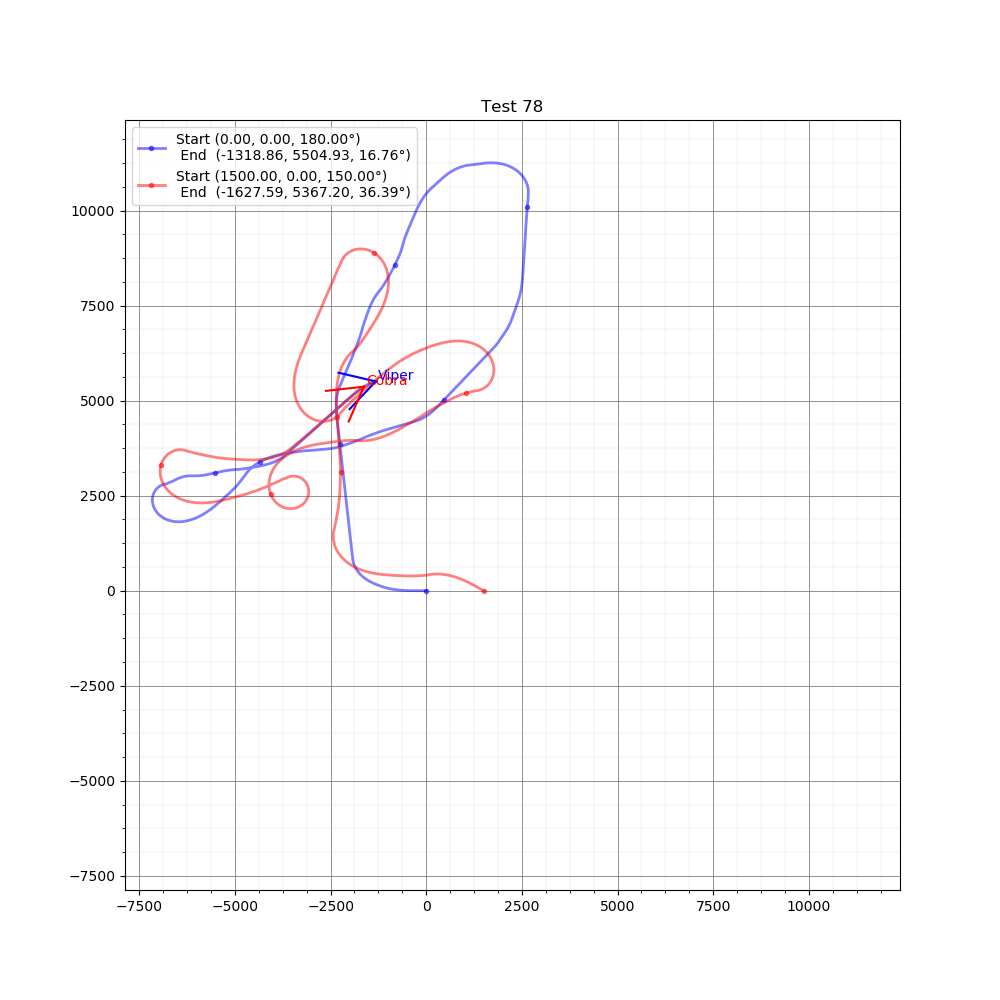 Test 78
Start (0.00, 0.00, 180.00°)
End (-1318.86, 5504.93, 16.76°)
Start (1500.00, 0.00, 150.00°)
End (-1627.59, 5367.20, 36.39°)
10000
7500
5000
2500
0
−2500
−5000
−7500
Viper
Cobra
−7500 −5000 −2500 0 2500 5000 7500 10000